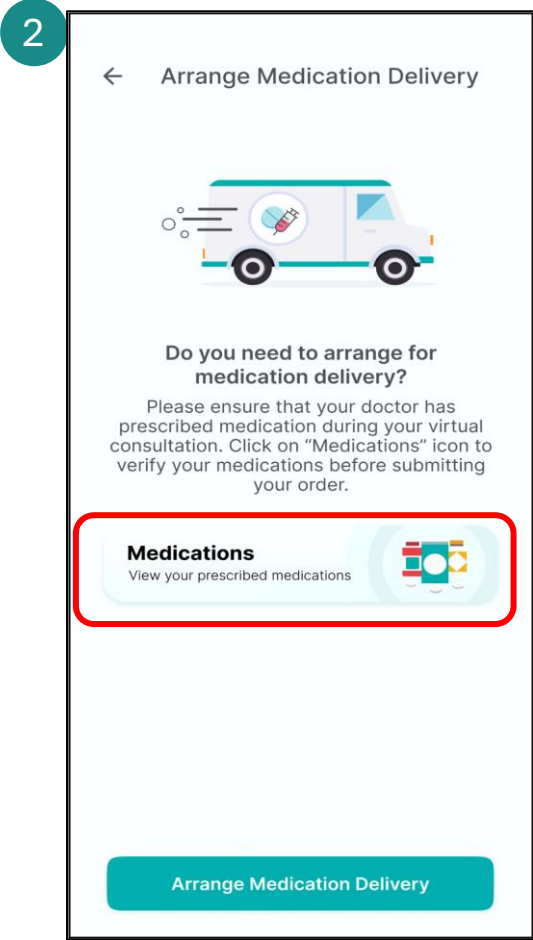 2
Arrange Medication Delivery
Do you need to arrange for
medication delivery?
Please ensure that your doctor has
prescribed medication during your virtual
consultation. Click on “Medications” icon to
verify your medications before submitting
your order.
Medications
View your prescribed medications
Arrange Medication Delivery